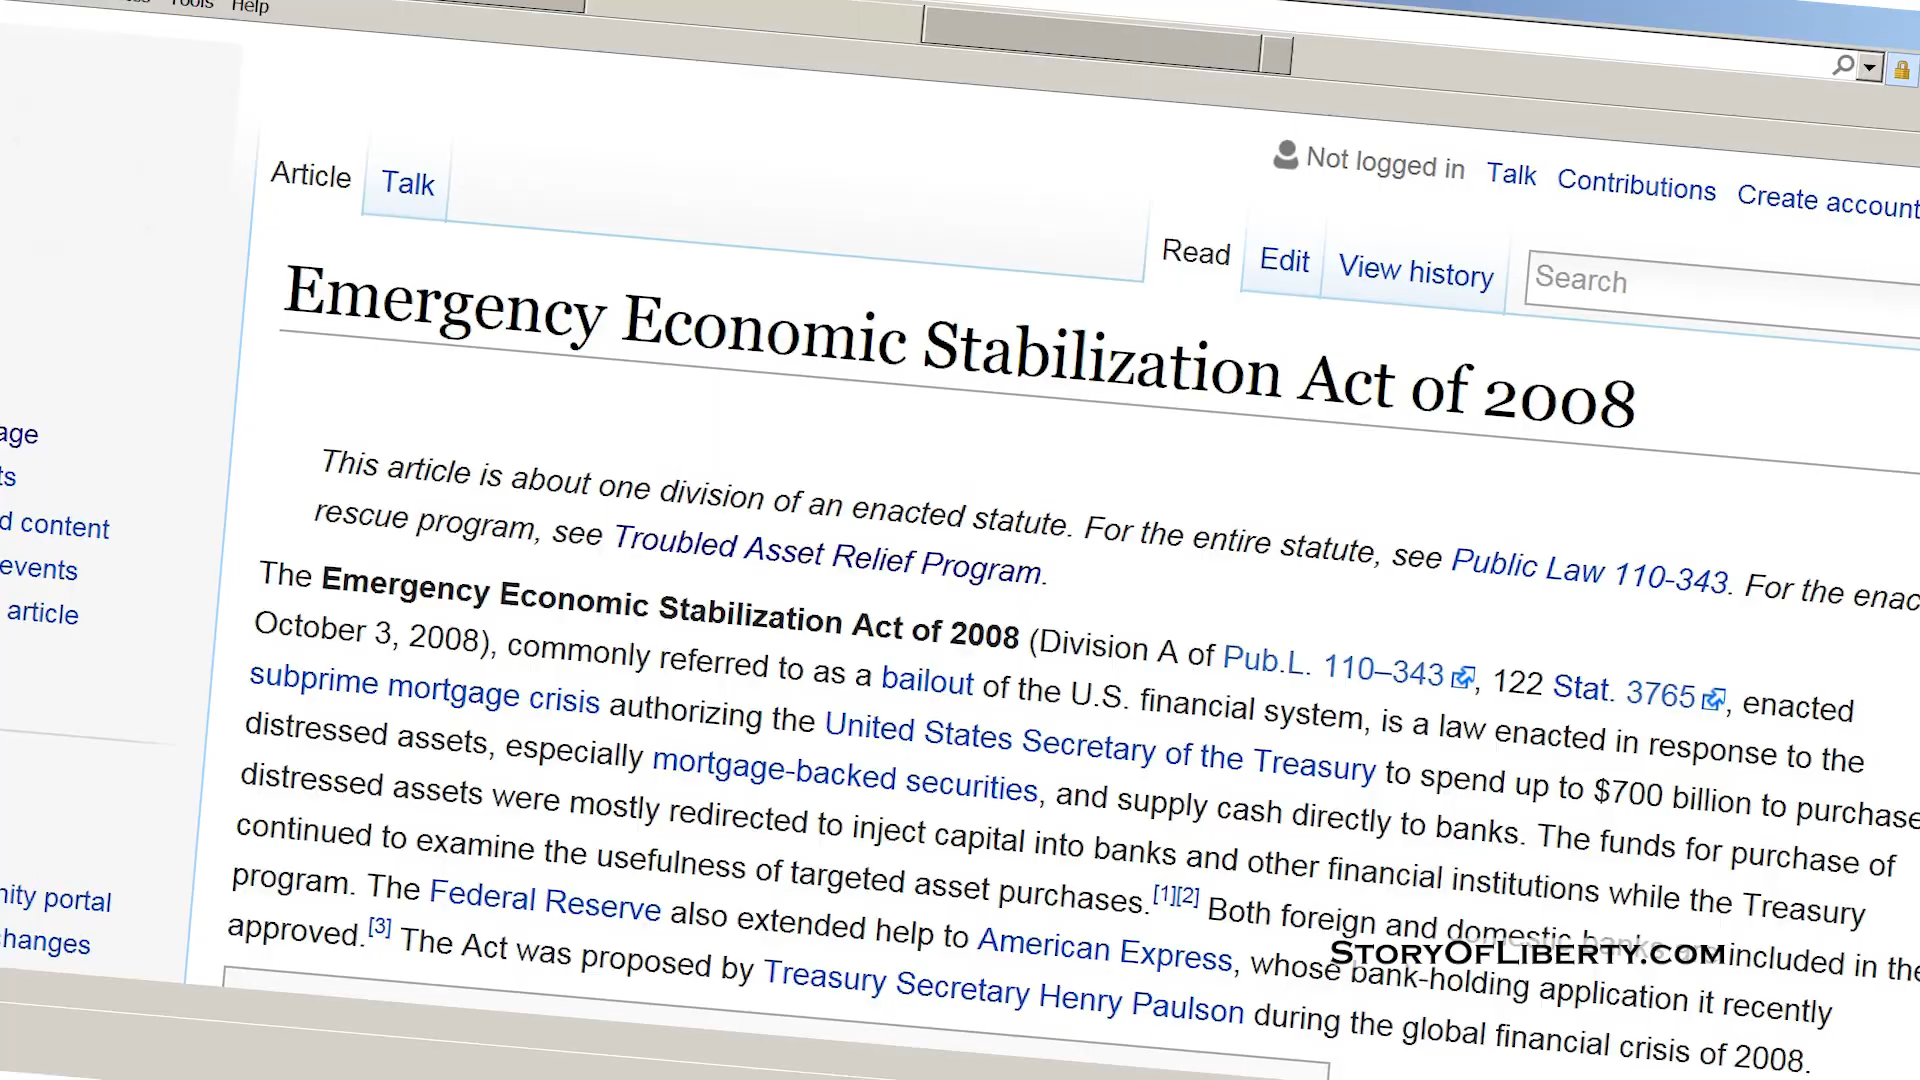 Tools Help
Not logged in Talk Contributions Create account
Article Talk
Read Edit View history Search
Emergency Economic Stabilization Act of 2008
This article is about one division of an enacted statute. For the entire statute, see Public Law 110-343. For the enac
rescue program, see Troubled Asset Relief Program.
The Emergency Economic Stabilization Act of 2008 (Division A of Pub.L. 110–343, 122 Stat. 3765, enacted
October 3, 2008), commonly referred to as a bailout of the U.S. financial system, is a law enacted in response to the
subprime mortgage crisis authorizing the United States Secretary of the Treasury to spend up to $700 billion to purchase
distressed assets, especially mortgage-backed securities, and supply cash directly to banks. The funds for purchase of
distressed assets were mostly redirected to inject capital into banks and other financial institutions while the Treasury
continued to examine the usefulness of targeted asset purchases.[1][2] Both foreign and domestic banks included in the
program. The Federal Reserve also extended help to American Express, whose bank-holding application it recently
approved.[3] The Act was proposed by Treasury Secretary Henry Paulson during the global financial crisis of 2008.
age
ts
d content
events
article
nity portal
changes
StoryOfLiberty.com